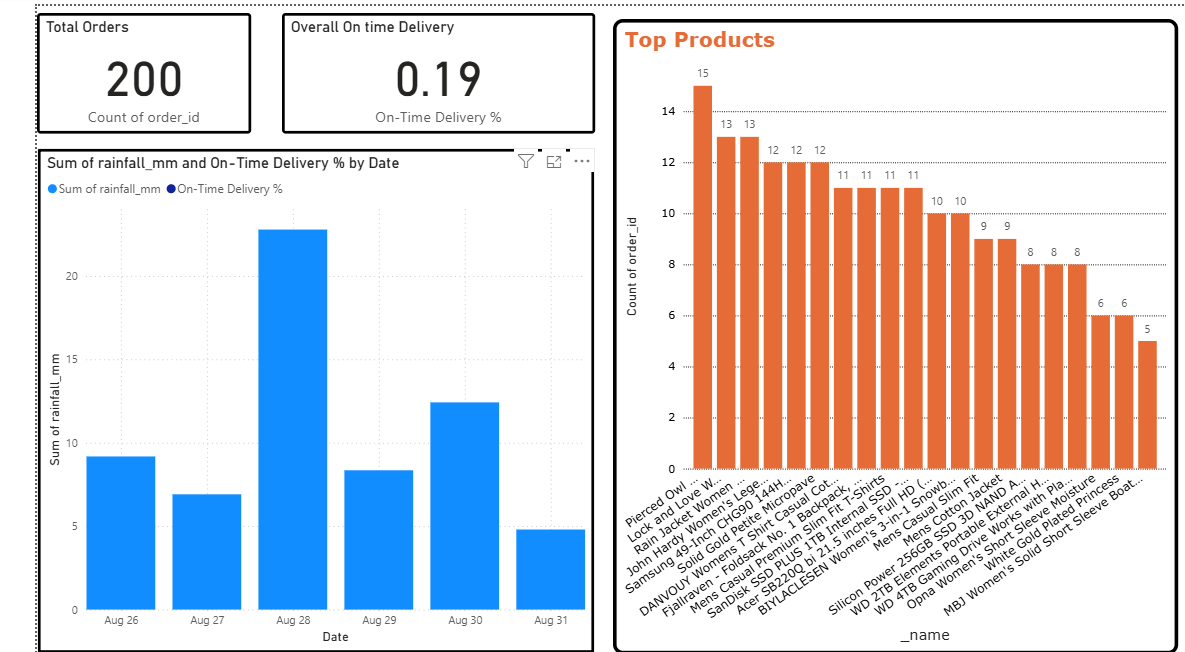 Total Orders
200
Count of order_id
Overall On time Delivery
0.19
On-Time Delivery %
Sum of rainfall_mm and On-Time Delivery % by Date
Sum of rainfall_mm On-Time Delivery %
Sum of rainfall_mm
20
15
10
5
0
Aug 26 Aug 27 Aug 28 Aug 29 Aug 30 Aug 31
Date
Top Products
Count of order_id
14
12
10
8
6
4
2
0
15 13 13 12 12 12 11 11 11 11 10 10 9 9 8 8 8 6 6 5
Pierced Owl ...
Lock and Love W...
Rain Jacket Women ...
John Hardy Women's Lege...
Samsung 49-Inch CHG90 144H...
Solid Gold Petite Micropave
DANVOUY Womens T Shirt Casual Cot...
Fjallraven - Foldsack No. 1 Backpack, ...
Mens Casual Premium Slim Fit T-Shirts
SanDisk SSD PLUS 1TB Internal SSD -...
Acer SB220Q bi 21.5 inches Full HD (...
BIYLACLESEN Women's 3-in-1 Snowb...
Mens Casual Slim Fit
Mens Cotton Jacket
Silicon Power 256GB SSD 3D NAND A...
WD 2TB Elements Portable External H...
WD 4TB Gaming Drive Works with Pla...
Opna Women's Short Sleeve Moisture
White Gold Plated Princess
MBJ Women's Solid Short Sleeve Boat...
_name